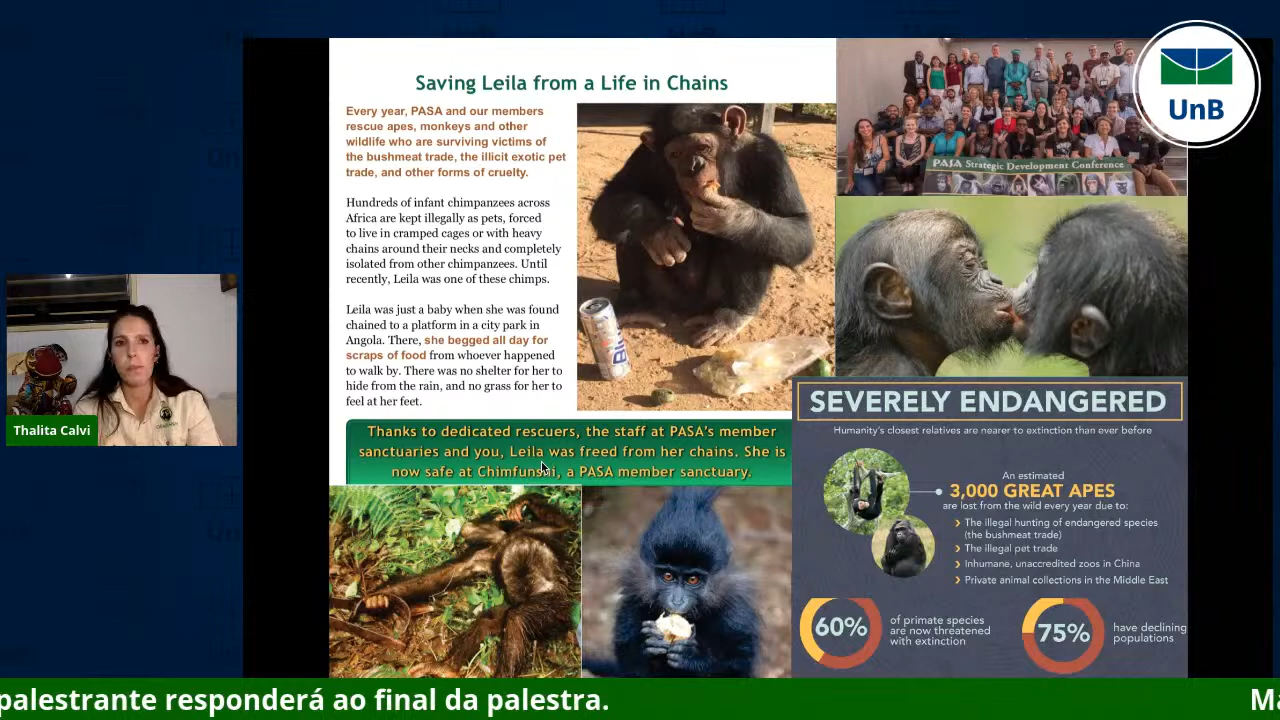 Saving Leila from a Life in Chains
Every year, PASA and our members
rescue apes, monkeys and other
wildlife who are surviving victims of
the bushmeat trade, the illicit exotic pet
trade, and other forms of cruelty.
Hundreds of infant chimpanzees across
Africa are kept illegally as pets, forced
to live in cramped cages or with heavy
chains around their necks and completely
isolated from other chimpanzees. Until
recently, Leila was one of these chimps.
Leila was just a baby when she was found
chained to a platform in a city park in
Angola. There, she begged all day for
scraps of food from whoever happened
to walk by. There was no shelter for her to
hide from the rain, and no grass for her to
feel at her feet.
Thanks to dedicated rescuers, the staff at PASA's member
sanctuaries and you, Leila was freed from her chains. She is
now safe at Chimfunshi, a PASA member sanctuary.
PASA Strategic Development Conference
UnB
SEVERELY ENDANGERED
Humanity's closest relatives are nearer to extinction than ever before
An estimated
3,000 GREAT APES
are lost from the wild every year due to:
The illegal hunting of endangered species
(the bushmeat trade)
The illegal pet trade
Inhumane, unaccredited zoos in China
Private animal collections in the Middle East
60%
of primate species
are now threatened
with extinction
75%
have declining
populations
Thalita Calvi
palestrante responderá ao final da palestra.
Ma